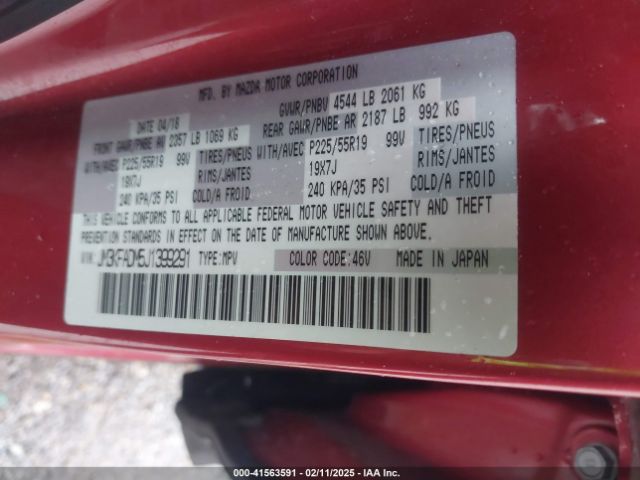 MFD. BY MAZDA MOTOR CORPORATION
DATE 04/18 GVWR/PNBV 4544 LB 2061 KG
FRONT GAWR/PNBE AV 2357 LB 1069 KG REAR GAWR/PNBE AR 2187 LB 992 KG
WITH/AVEC P225/55R19 99V TIRES/PNEUS WITH/AVEC P225/55R19 99V TIRES/PNEUS
19X7J RIMS/JANTES 19X7J RIMS/JANTES
240 KPA/35 PSI COLD/A FROID 240 KPA/35 PSI COLD/A FROID
THIS VEHICLE CONFORMS TO ALL APPLICABLE FEDERAL MOTOR VEHICLE SAFETY AND THEFT
PREVENTION STANDARDS IN EFFECT ON THE DATE OF MANUFACTURE SHOWN ABOVE.
VIN: JM3KFADM5J1399291 TYPE:MPV COLOR CODE:46V MADE IN JAPAN
000-41563591 - 02/11/2025 - IAA Inc.